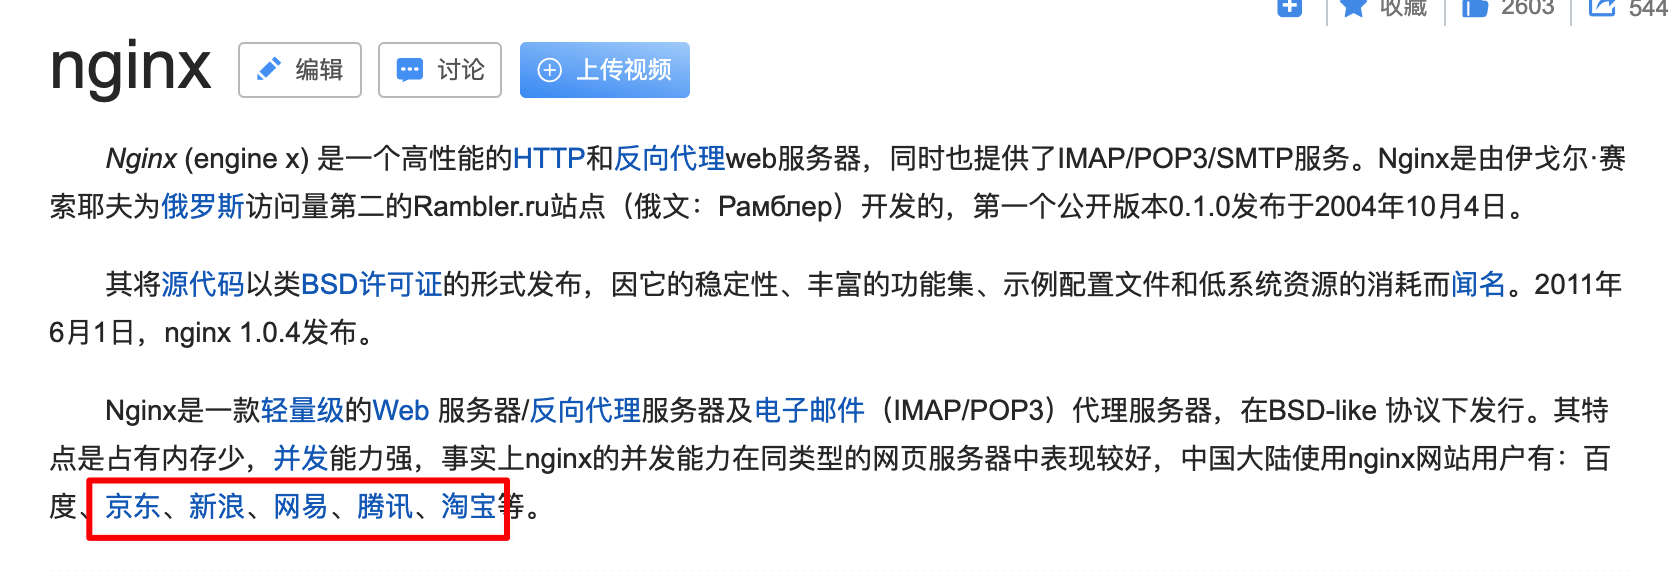 收藏 2603 544
nginx 编辑 讨论 上传视频
Nginx (engine x) 是一个高性能的HTTP和反向代理web服务器，同时也提供了IMAP/POP3/SMTP服务。Nginx是由伊戈尔·赛
索耶夫为俄罗斯访问量第二的Rambler.ru站点（俄文：Рамблер）开发的，第一个公开版本0.1.0发布于2004年10月4日。
其将源代码以类BSD许可证的形式发布，因它的稳定性、丰富的功能集、示例配置文件和低系统资源的消耗而闻名。2011年
6月1日，nginx 1.0.4发布。
Nginx是一款轻量级的Web 服务器/反向代理服务器及电子邮件（IMAP/POP3）代理服务器，在BSD-like 协议下发行。其特
点是占有内存少，并发能力强，事实上nginx的并发能力在同类型的网页服务器中表现较好，中国大陆使用nginx网站用户有：百
度、京东、新浪、网易、腾讯、淘宝等。